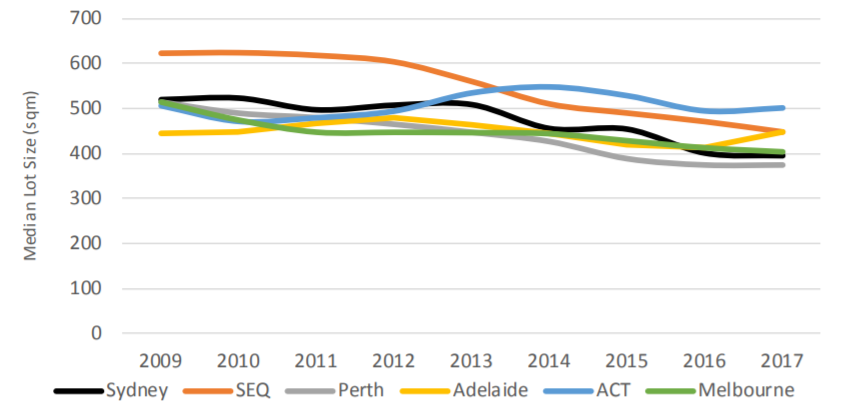 Median Lot Size (sqm)
700
600
500
400
300
200
100
0
2009 2010 2011 2012 2013 2014 2015 2016 2017
Sydney SEQ Perth Adelaide ACT Melbourne